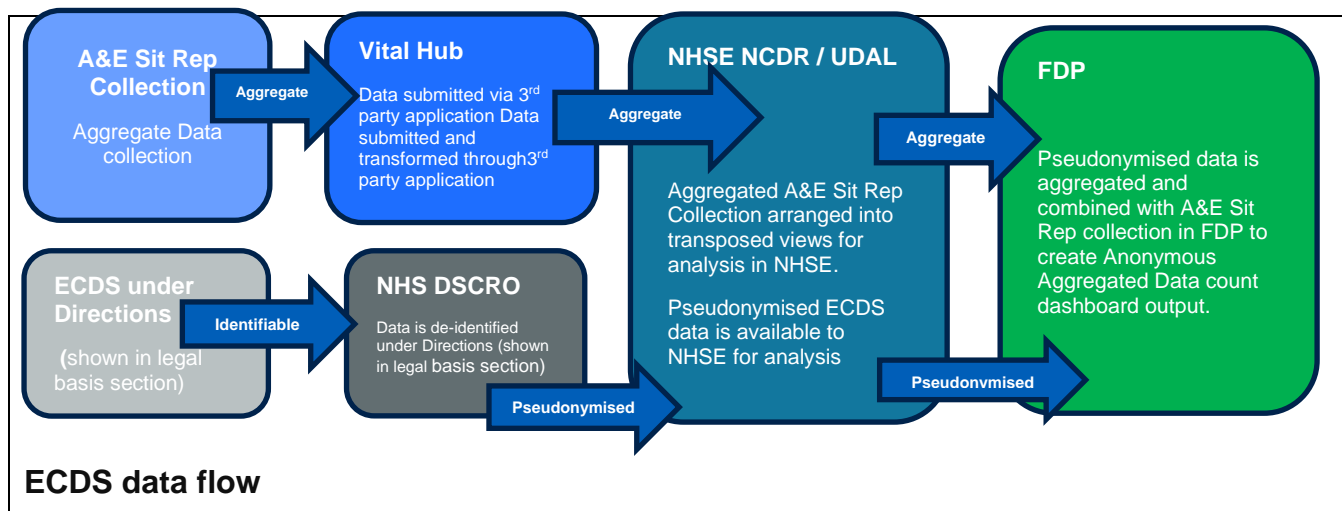 A&E Sit Rep
Collection
Aggregate Data
collection
Aggregate
Vital Hub
Data submitted via 3rd
party application Data
submitted and
transformed through3rd
party application
Aggregate
NHSE NCDR / UDAL
Aggregated A&E Sit Rep
Collection arranged into
transposed views for
analysis in NHSE.
Pseudonymised ECDS
data is available to
NHSE for analysis
Aggregate
FDP
Pseudonymised data is
aggregated and
combined with A&E Sit
Rep collection in FDP to
create Anonymous
Aggregated Data count
dashboard output.
ECDS under
Directions
(shown in legal
basis section)
Identifiable
NHS DSCRO
Data is de-identified
under Directions (shown
in legal basis section)
Pseudonymised
Pseudonvmised
ECDS data flow